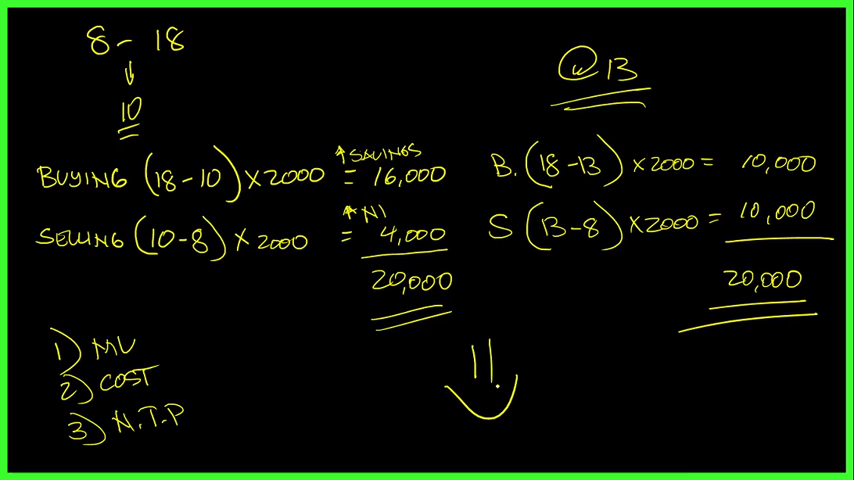 8 - 18
↓
10
BUYING (18 - 10) × 2000 = 16,000
↑ SAVINGS
SELLING (10 - 8) × 2000 = 4,000
↑ NI
20,000
@ 13
B. (18 - 13) × 2000 = 10,000
S (13 - 8) × 2000 = 10,000
20,000
1) MV
2) COST
3) N.T.P